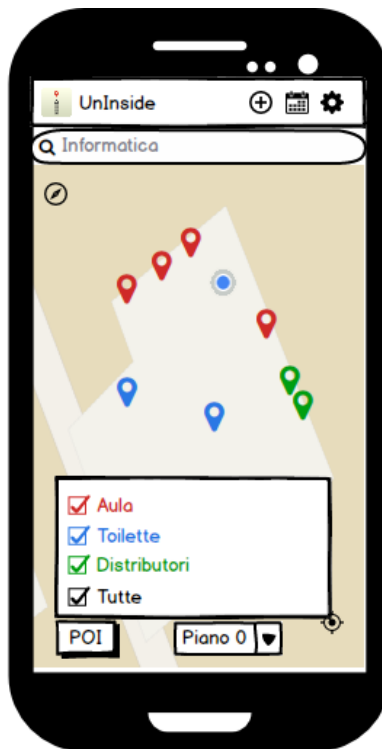 UnInside
Informatica
Aula
Toilette
Distributori
Tutte
POI
Piano 0